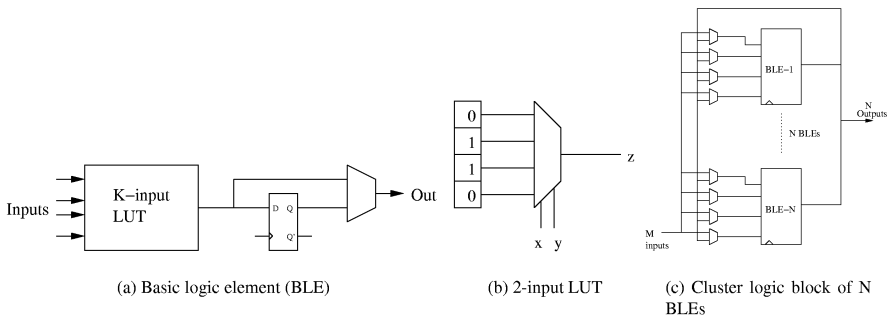 Inputs
K−input
LUT
D Q
Q'
Out
(a) Basic logic element (BLE)
0
1
1
0
x y
z
(b) 2-input LUT
BLE−1
N BLEs
N
Outputs
BLE−N
M
inputs
(c) Cluster logic block of N
BLEs